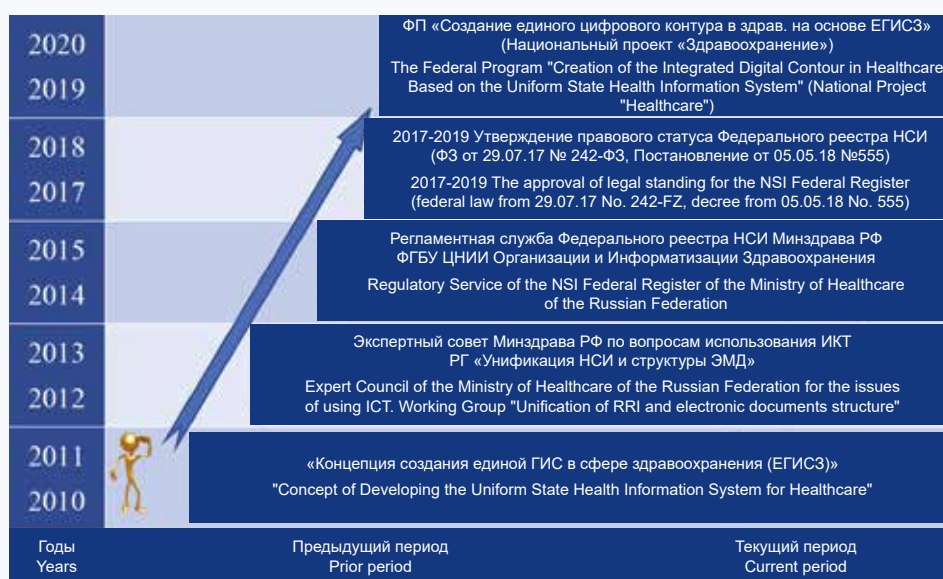 2020
2019
ФП «Создание единого цифрового контура в здрав. на основе ЕГИСЗ»
(Национальный проект «Здравоохранение»)
The Federal Program "Creation of the Integrated Digital Contour in Healthcare
Based on the Uniform State Health Information System" (National Project
"Healthcare")
2018
2017
2017-2019 Утверждение правового статуса Федерального реестра НСИ
(ФЗ от 29.07.17 № 242-ФЗ, Постановление от 05.05.18 №555)
2017-2019 The approval of legal standing for the NSI Federal Register
(federal law from 29.07.17 No. 242-FZ, decree from 05.05.18 No. 555)
2015
2014
Регламентная служба Федерального реестра НСИ Минздрава РФ
ФГБУ ЦНИИ Организации и Информатизации Здравоохранения
Regulatory Service of the NSI Federal Register of the Ministry of Healthcare
of the Russian Federation
2013
2012
Экспертный совет Минздрава РФ по вопросам использования ИКТ
РГ «Унификация НСИ и структуры ЭМД»
Expert Council of the Ministry of Healthcare of the Russian Federation for the issues
of using ICT. Working Group "Unification of RRI and electronic documents structure"
2011
2010
«Концепция создания единой ГИС в сфере здравоохранения (ЕГИСЗ)»
"Concept of Developing the Uniform State Health Information System for Healthcare"
Годы
Years
Предыдущий период
Prior period
Текущий период
Current period